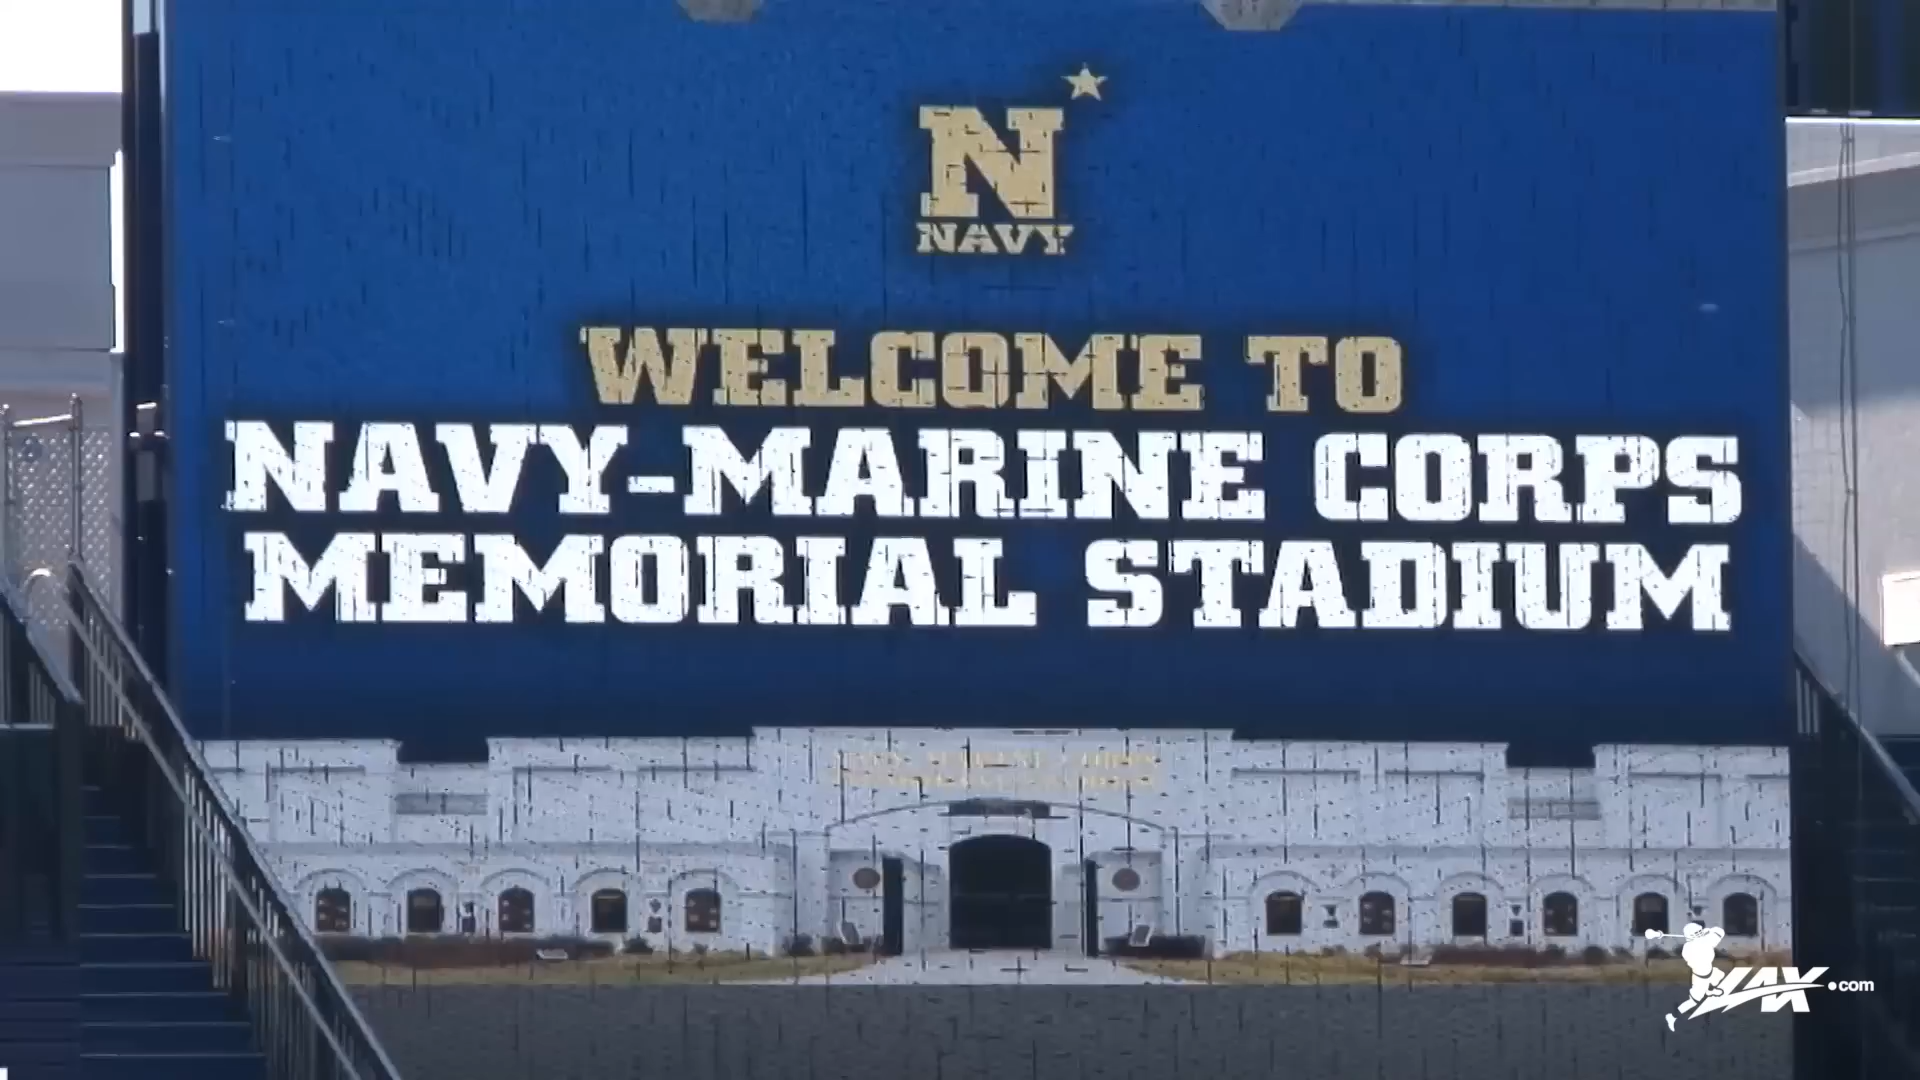 N
NAVY
WELCOME TO
NAVY-MARINE CORPS
MEMORIAL STADIUM
LAX.com